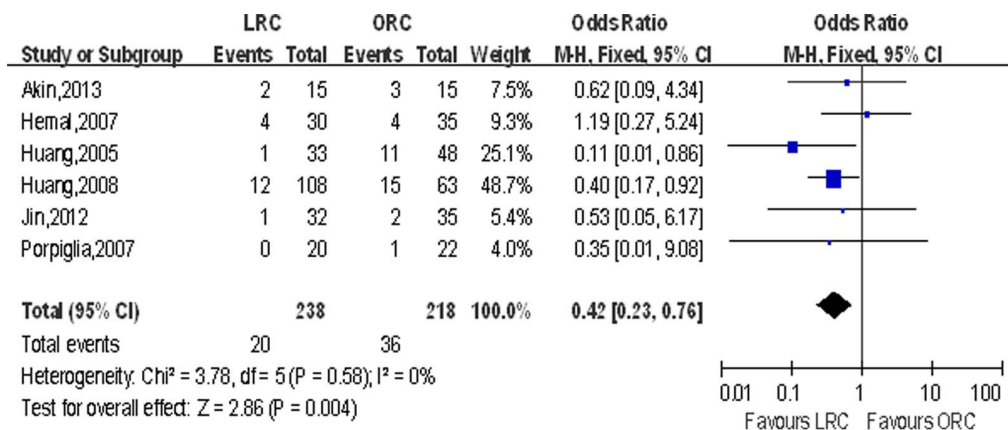 LRC ORC Odds Ratio Odds Ratio
Study or Subgroup Events Total Events Total Weight M-H, Fixed, 95% CI M-H, Fixed, 95% CI
Akin,2013 2 15 3 15 7.5% 0.62 [0.09, 4.34]
Hemal,2007 4 30 4 35 9.3% 1.19 [0.27, 5.24]
Huang,2005 1 33 11 48 25.1% 0.11 [0.01, 0.86]
Huang,2008 12 108 15 63 48.7% 0.40 [0.17, 0.92]
Jin,2012 1 32 2 35 5.4% 0.53 [0.05, 6.17]
Porpiglia,2007 0 20 1 22 4.0% 0.35 [0.01, 9.08]
Total (95% CI) 238 218 100.0% 0.42 [0.23, 0.76]
Total events 20 36
Heterogeneity: Chi² = 3.78, df = 5 (P = 0.58); I² = 0%
Test for overall effect: Z = 2.86 (P = 0.004)
0.01 0.1 1 10 100
Favours LRC Favours ORC